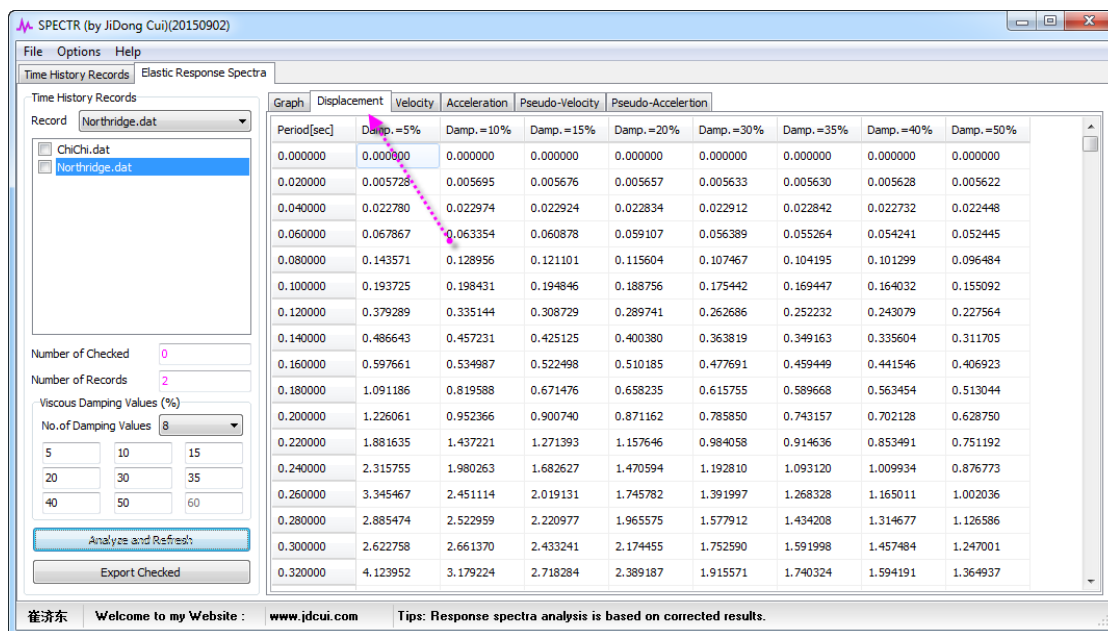 SPECTR (by JiDong Cui)(20150902)
File Options Help
Time History Records Elastic Response Spectra
Time History Records
Record Northridge.dat
ChiChi.dat
Northridge.dat
Number of Checked 0
Number of Records 2
Viscous Damping Values (%)
No.of Damping Values 8
5 10 15
20 30 35
40 50 60
Analyze and Refresh
Export Checked
Graph Displacement Velocity Acceleration Pseudo-Velocity Pseudo-Accelertion
Period[sec] Damp.=5% Damp.=10% Damp.=15% Damp.=20% Damp.=30% Damp.=35% Damp.=40% Damp.=50%
0.000000 0.000000 0.000000 0.000000 0.000000 0.000000 0.000000 0.000000 0.000000
0.020000 0.005728 0.005695 0.005676 0.005657 0.005633 0.005630 0.005628 0.005622
0.040000 0.022780 0.022974 0.022924 0.022834 0.022912 0.022842 0.022732 0.022448
0.060000 0.067867 0.063354 0.060878 0.059107 0.056389 0.055264 0.054241 0.052445
0.080000 0.143571 0.128956 0.121101 0.115604 0.107467 0.104195 0.101299 0.096484
0.100000 0.193725 0.198431 0.194846 0.188756 0.175442 0.169447 0.164032 0.155092
0.120000 0.379289 0.335144 0.308729 0.289741 0.262686 0.252232 0.243079 0.227564
0.140000 0.486643 0.457231 0.425125 0.400380 0.363819 0.349163 0.335604 0.311705
0.160000 0.597661 0.534987 0.522498 0.510185 0.477691 0.459449 0.441546 0.406923
0.180000 1.091186 0.819588 0.671476 0.658235 0.615755 0.589668 0.563454 0.513044
0.200000 1.226061 0.952366 0.900740 0.871162 0.785850 0.743157 0.702128 0.628750
0.220000 1.881635 1.437221 1.271393 1.157646 0.984058 0.914636 0.853491 0.751192
0.240000 2.315755 1.980263 1.682627 1.470594 1.192810 1.093120 1.009934 0.876773
0.260000 3.345467 2.451114 2.019131 1.745782 1.391997 1.268328 1.165011 1.002036
0.280000 2.885474 2.522959 2.220977 1.965575 1.577912 1.434208 1.314677 1.126586
0.300000 2.622758 2.661370 2.433241 2.174455 1.752590 1.591998 1.457484 1.247001
0.320000 4.123952 3.179224 2.718284 2.389187 1.915571 1.740324 1.594191 1.364937
崔济东 Welcome to my Website : www.jdcui.com Tips: Response spectra analysis is based on corrected results.